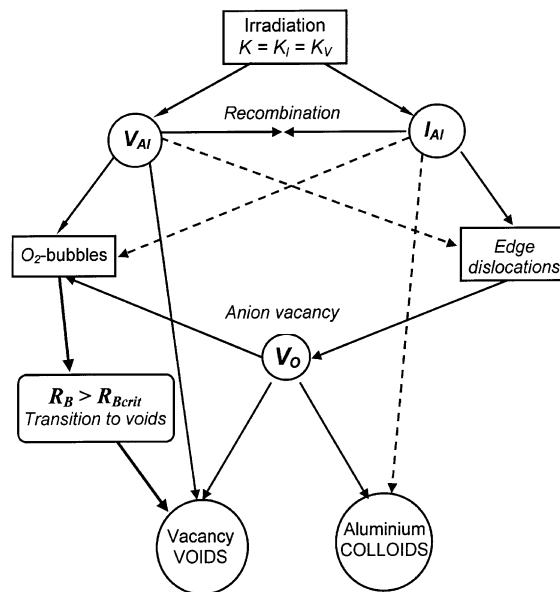 Irradiation
K = K_I = K_V
Recombination
V_Al
I_Al
O₂-bubbles
Edge
dislocations
Anion vacancy
V_O
R_B > R_Bcrit
Transition to voids
Vacancy
VOIDS
Aluminium
COLLOIDS